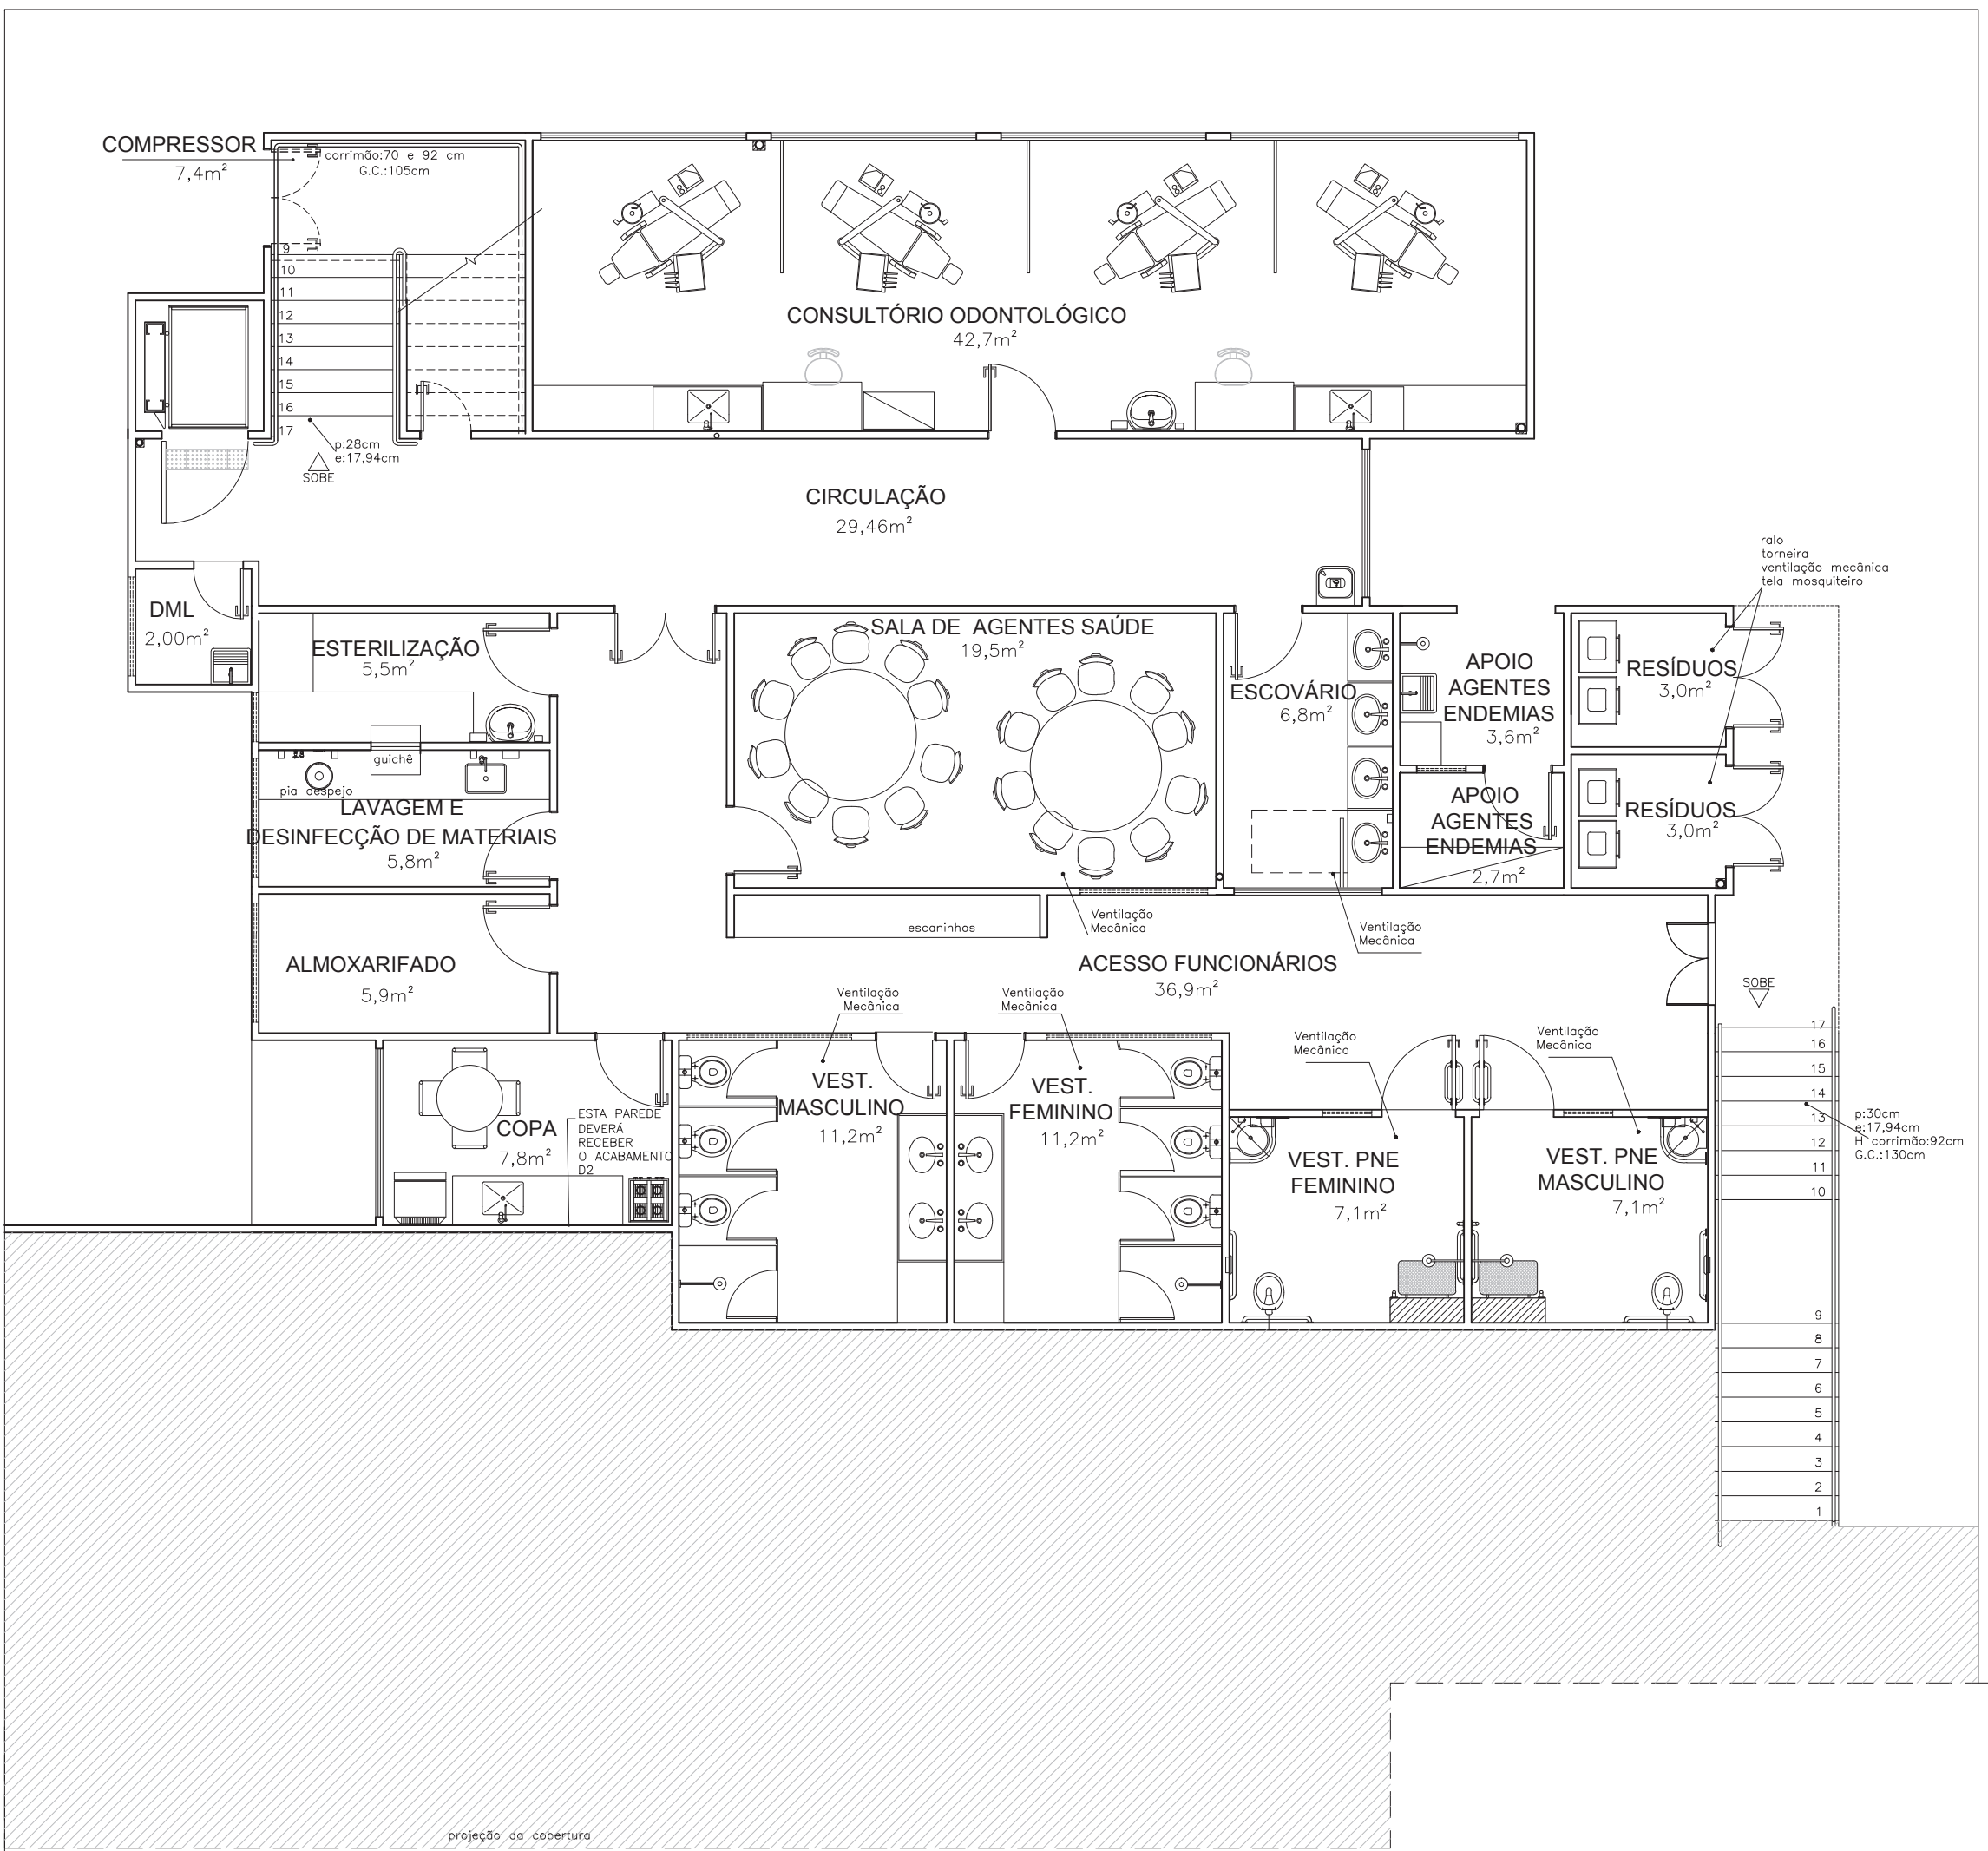 COMPRESSOR
7,4m²
corrimão:70 e 92 cm
G.C.:105cm
9
10
11
12
13
14
15
16
17
p:28cm
e:17,94cm
SOBE
CONSULTÓRIO ODONTOLÓGICO
42,7m²
CIRCULAÇÃO
29,46m²
ralo
torneira
ventilação mecânica
tela mosquiteiro
DML
2,00m²
ESTERILIZAÇÃO
5,5m²
SALA DE AGENTES SAÚDE
19,5m²
ESCOVÁRIO
6,8m²
APOIO
AGENTES
ENDEMIAS
3,6m²
RESÍDUOS
3,0m²
guichê
pia despejo
LAVAGEM E
DESINFECÇÃO DE MATERIAIS
5,8m²
APOIO
AGENTES
ENDEMIAS
2,7m²
RESÍDUOS
3,0m²
escaninhos
Ventilação
Mecânica
Ventilação
Mecânica
ALMOXARIFADO
5,9m²
ACESSO FUNCIONÁRIOS
36,9m²
Ventilação
Mecânica
Ventilação
Mecânica
Ventilação
Mecânica
Ventilação
Mecânica
SOBE
COPA
7,8m²
ESTA PAREDE
DEVERÁ
RECEBER
O ACABAMENTO
D2
VEST.
MASCULINO
11,2m²
VEST.
FEMININO
11,2m²
VEST. PNE
FEMININO
7,1m²
VEST. PNE
MASCULINO
7,1m²
17
16
15
14
13
12
11
10
9
8
7
6
5
4
3
2
1
p:30cm
e:17,94cm
H corrimão:92cm
G.C.:130cm
projeção da cobertura